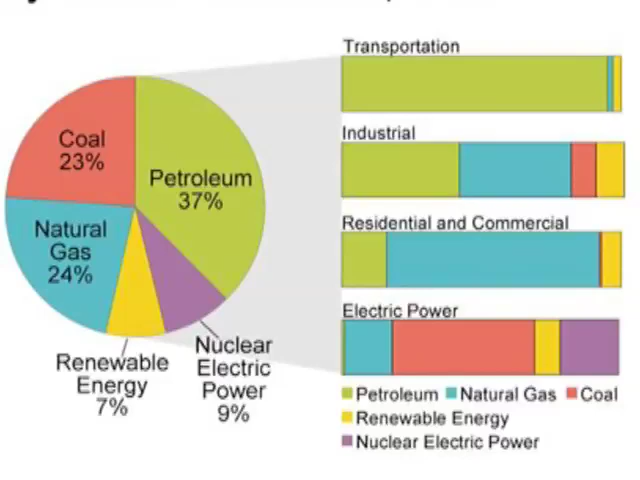 Coal
23%
Petroleum
37%
Natural
Gas
24%
Renewable
Energy
7%
Nuclear
Electric
Power
9%
Transportation
Industrial
Residential and Commercial
Electric Power
Petroleum Natural Gas Coal
Renewable Energy
Nuclear Electric Power